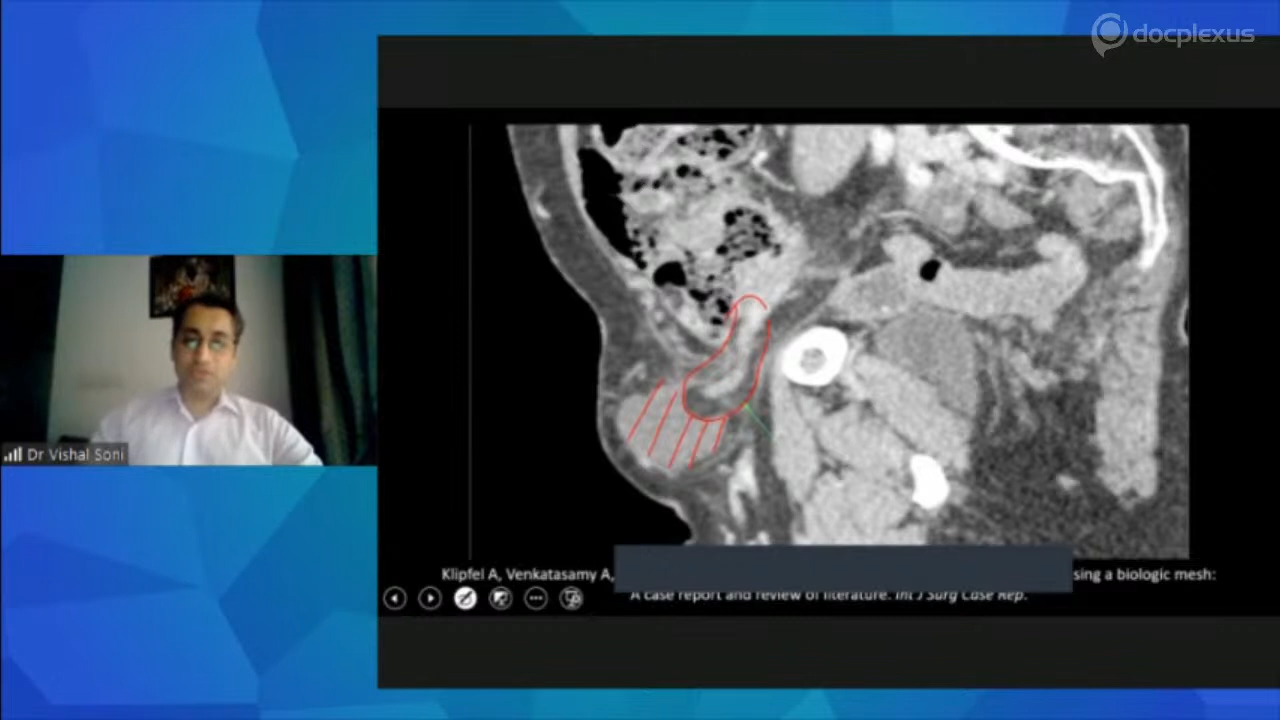 docplexus
Dr Vishal Soni
Klipfel A, Venkatasamy A, sing a biologic mesh:
A case report and review of literature. Int J Surg Case Rep.